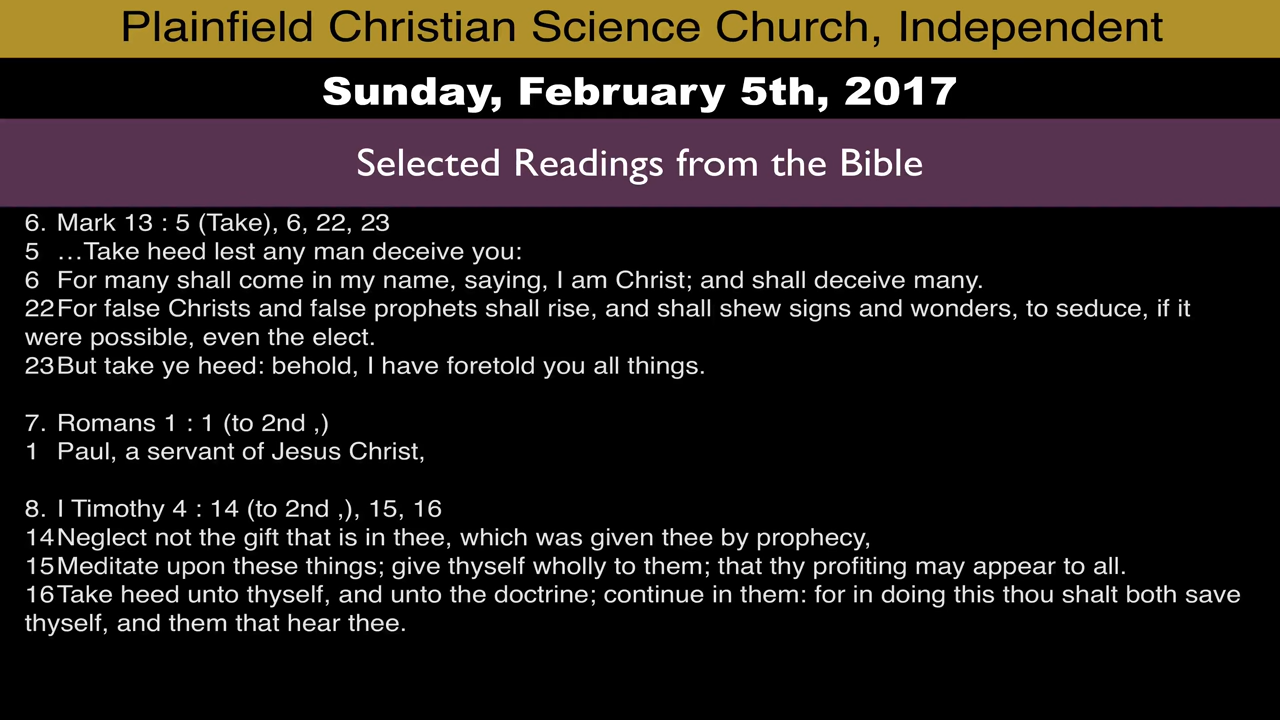 Plainfield Christian Science Church, Independent
Sunday, February 5th, 2017
Selected Readings from the Bible
6. Mark 13 : 5 (Take), 6, 22, 23
5 …Take heed lest any man deceive you:
6 For many shall come in my name, saying, I am Christ; and shall deceive many.
22 For false Christs and false prophets shall rise, and shall shew signs and wonders, to seduce, if it
were possible, even the elect.
23 But take ye heed: behold, I have foretold you all things.
7. Romans 1 : 1 (to 2nd ,)
1 Paul, a servant of Jesus Christ,
8. I Timothy 4 : 14 (to 2nd ,), 15, 16
14 Neglect not the gift that is in thee, which was given thee by prophecy,
15 Meditate upon these things; give thyself wholly to them; that thy profiting may appear to all.
16 Take heed unto thyself, and unto the doctrine; continue in them: for in doing this thou shalt both save
thyself, and them that hear thee.